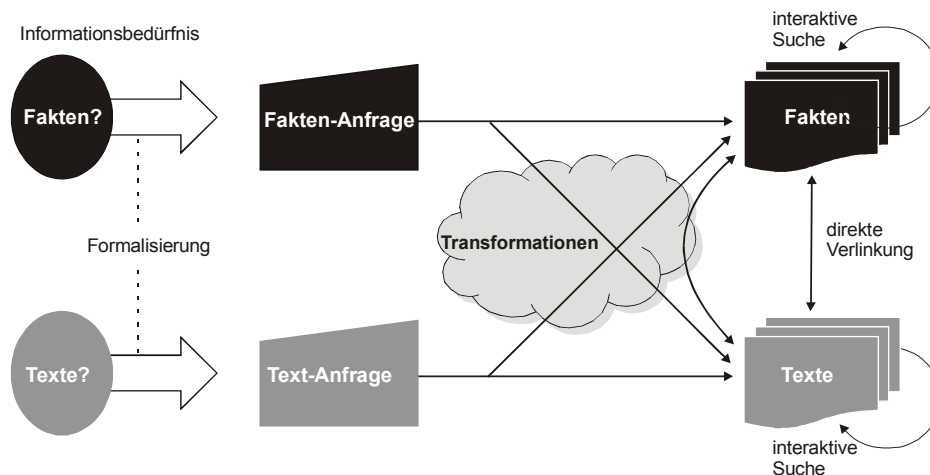 Informationsbedürfnis
interaktive
Suche
Fakten?
Fakten-Anfrage
Fakten
Transformationen
Formalisierung
direkte
Verlinkung
Texte?
Text-Anfrage
Texte
interaktive
Suche